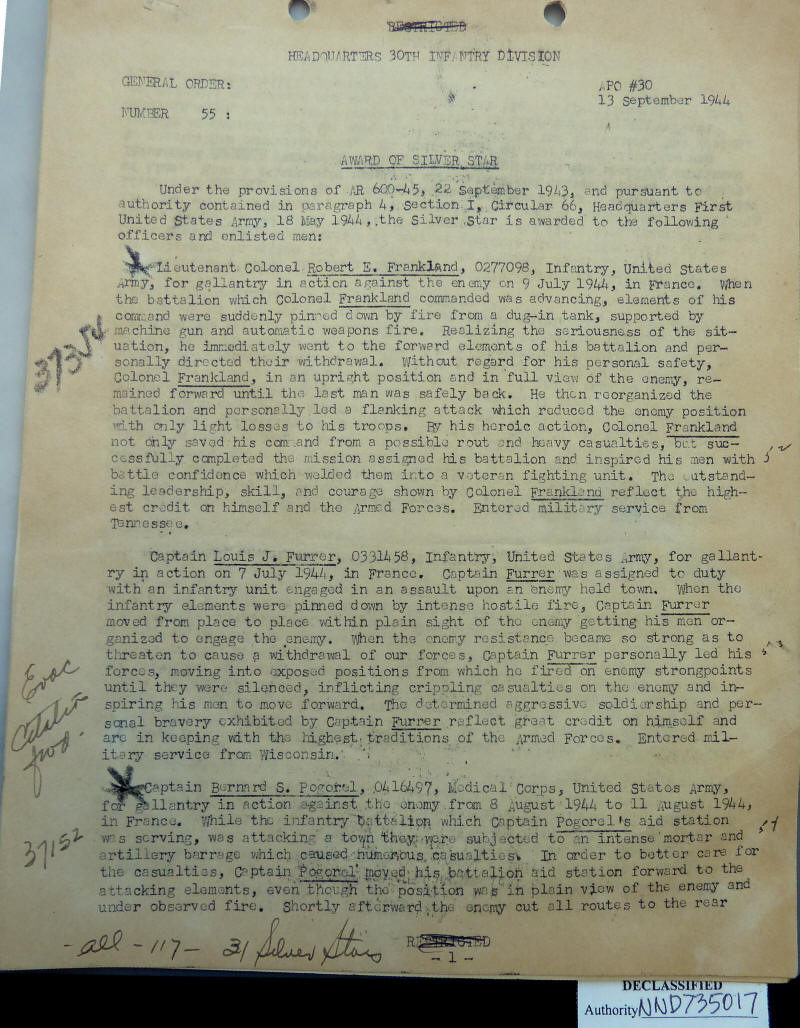 RESTRICTED
HEADQUARTERS 30TH INFANTRY DIVISION
GENERAL ORDER:
APO #30
13 September 1944
NUMBER 55 :
AWARD OF SILVER STAR
Under the provisions of AR 600-45, 22 September 1943, and pursuant to
authority contained in paragraph 4, Section I, Circular 66, Headquarters First
United States Army, 18 May 1944, the Silver Star is awarded to the following
officers and enlisted men:
Lieutenant Colonel Robert E. Frankland, 0277098, Infantry, United States
Army, for gallantry in action against the enemy on 9 July 1944, in France. When
the battalion which Colonel Frankland commanded was advancing, elements of his
command were suddenly pinned down by fire from a dug-in tank, supported by
machine gun and automatic weapons fire. Realizing the seriousness of the sit-
uation, he immediately went to the forward elements of his battalion and per-
sonally directed their withdrawal. Without regard for his personal safety,
Colonel Frankland, in an upright position and in full view of the enemy, re-
mained forward until the last man was safely back. He then reorganized the
battalion and personally led a flanking attack which reduced the enemy position
with only light losses to his troops. By his heroic action, Colonel Frankland
not only saved his command from a possible rout and heavy casualties, but suc-
cessfully completed the mission assigned his battalion and inspired his men with
battle confidence which welded them into a veteran fighting unit. The outstand-
ing leadership, skill, and courage shown by Colonel Frankland reflect the high-
est credit on himself and the Armed Forces. Entered military service from
Tennessee.
Captain Louis J. Furrer, 0331458, Infantry, United States Army, for gallant-
ry in action on 7 July 1944, in France. Captain Furrer was assigned to duty
with an infantry unit engaged in an assault upon an enemy held town. When the
infantry elements were pinned down by intense hostile fire, Captain Furrer
moved from place to place within plain sight of the enemy getting his men or-
ganized to engage the enemy. When the enemy resistance became so strong as to
threaten to cause a withdrawal of our forces, Captain Furrer personally led his
forces, moving into exposed positions from which he fired on enemy strongpoints
until they were silenced, inflicting crippling casualties on the enemy and in-
spiring his men to move forward. The determined aggressive soldiership and per-
sonal bravery exhibited by Captain Furrer reflect great credit on himself and
are in keeping with the highest traditions of the Armed Forces. Entered mil-
itary service from Wisconsin.
Evac
37152
Captain Bernard S. Pogorel, 0416497, Medical Corps, United States Army,
for gallantry in action against the enemy from 8 August 1944 to 11 August 1944,
in France. While the infantry battalion which Captain Pogorel's aid station
was serving, was attacking a town they were subjected to an intense mortar and
artillery barrage which caused numerous casualties. In order to better care for
the casualties, Captain Pogorel moved his battalion aid station forward to the
attacking elements, even though the position was in plain view of the enemy and
under observed fire. Shortly afterward the enemy cut all routes to the rear
- all - 117 - 31 Silver Stars
RESTRICTED
- 1 -
DECLASSIFIED
Authority NND735017